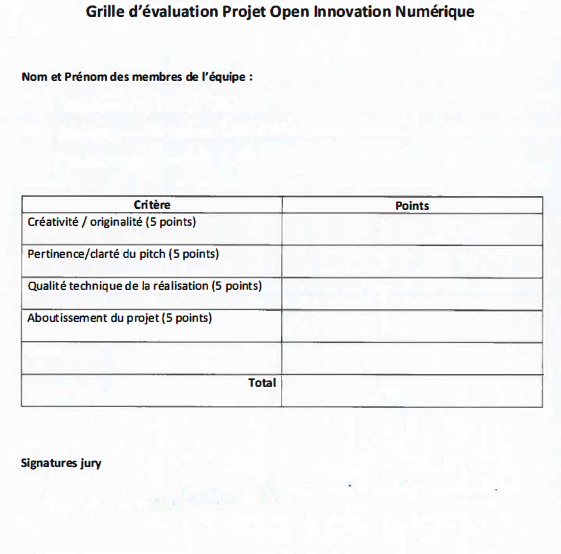 Grille d'évaluation Projet Open Innovation Numérique
Nom et Prénom des membres de l'équipe :
Critère Points
Créativité / originalité (5 points)
Pertinence/clarté du pitch (5 points)
Qualité technique de la réalisation (5 points)
Aboutissement du projet (5 points)
Total
Signatures jury